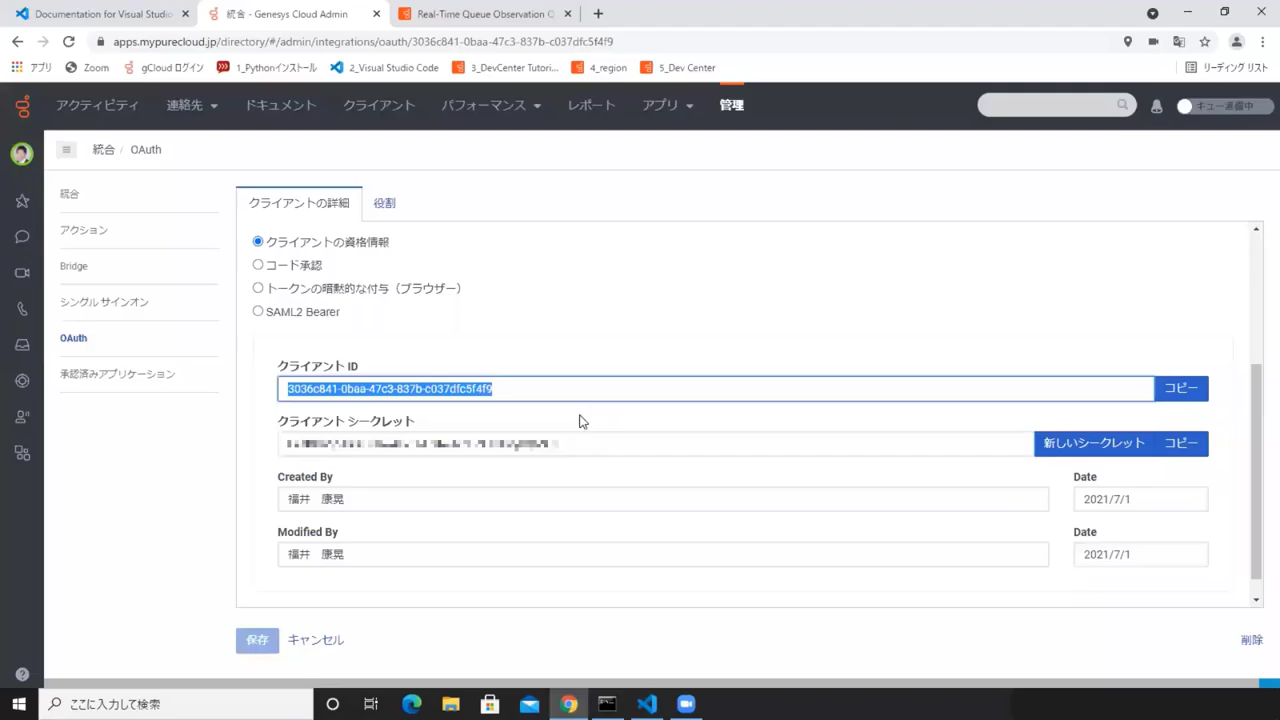 Documentation for Visual Studio
統合 - Genesys Cloud Admin
Real-Time Queue Observation Q
apps.mypurecloud.jp/directory/#/admin/integrations/oauth/3036c841-0baa-47c3-837b-c037dfc5f4f9
アプリ Zoom gCloud ログイン 1_Pythonインストール 2_Visual Studio Code 3_DevCenter Tutori... 4_region 5_Dev Center リーディング リスト
アクティビティ 連絡先 ドキュメント クライアント パフォーマンス レポート アプリ 管理
キュー準備中
統合 / OAuth
統合
アクション
Bridge
シングル サインオン
OAuth
承認済みアプリケーション
クライアントの詳細 役割
クライアントの資格情報
コード承認
トークンの暗黙的な付与（ブラウザー）
SAML2 Bearer
クライアント ID
3036c841-0baa-47c3-837b-c037dfc5f4f9 コピー
クライアント シークレット
新しいシークレット コピー
Created By Date
福井 康晃 2021/7/1
Modified By Date
福井 康晃 2021/7/1
保存 キャンセル 削除
ここに入力して検索